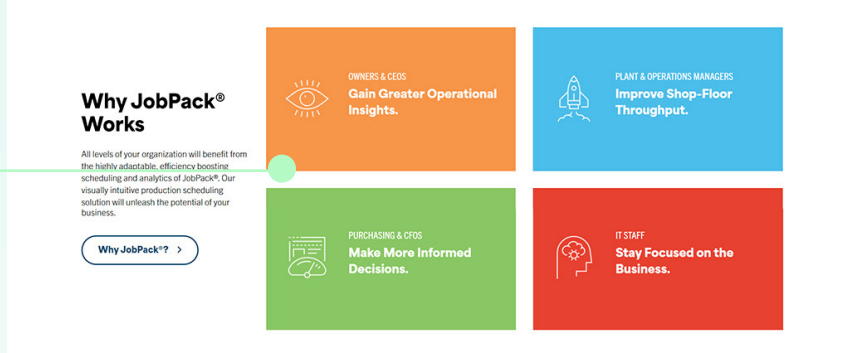 Why JobPack®
Works
All levels of your organization will benefit from
the highly adaptable, efficiency boosting
scheduling and analytics of JobPack®. Our
visually intuitive production scheduling
solution will unleash the potential of your
business.
Why JobPack®? >
OWNERS & CEOS
Gain Greater Operational
Insights.
PLANT & OPERATIONS MANAGERS
Improve Shop-Floor
Throughput.
PURCHASING & CFOS
Make More Informed
Decisions.
IT STAFF
Stay Focused on the
Business.